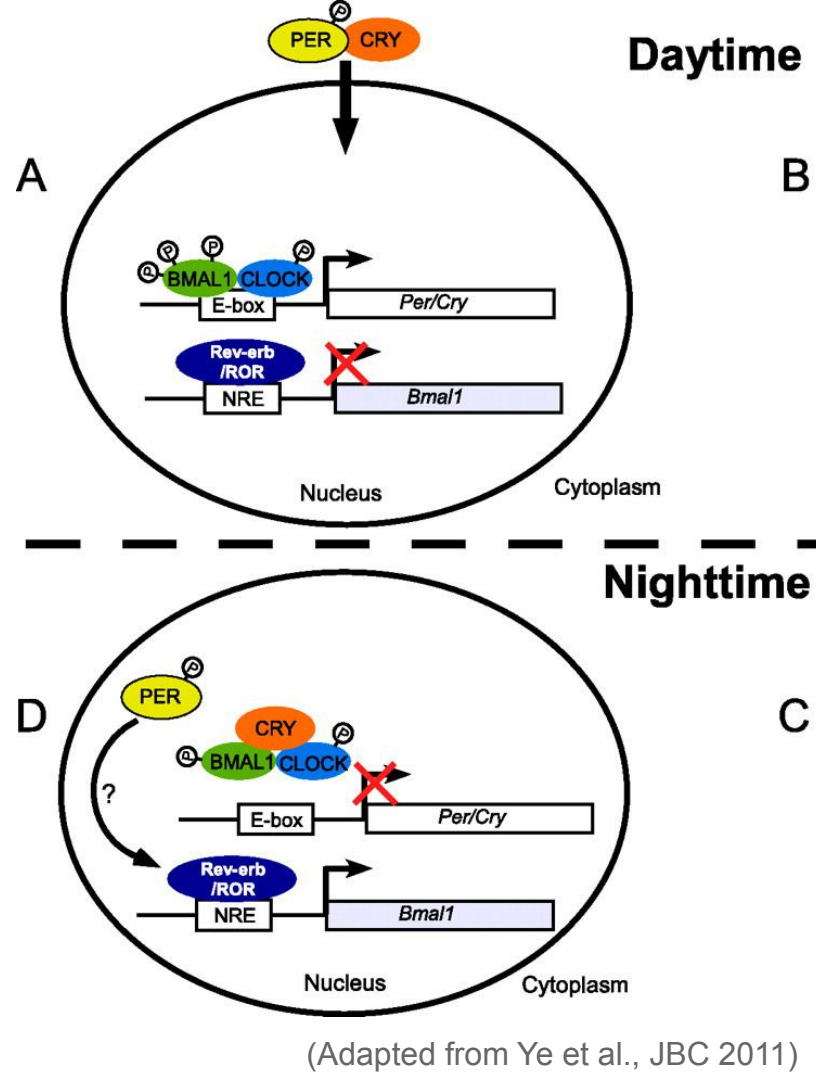 P
PER CRY
Daytime
A
B
P P P P
BMAL1 CLOCK
E-box
Per/Cry
Rev-erb
/ROR
NRE
Bmal1
Nucleus
Cytoplasm
Nighttime
P
PER
D
C
CRY
P
P
BMAL1 CLOCK
?
E-box
Per/Cry
Rev-erb
/ROR
NRE
Bmal1
Nucleus
Cytoplasm
(Adapted from Ye et al., JBC 2011)